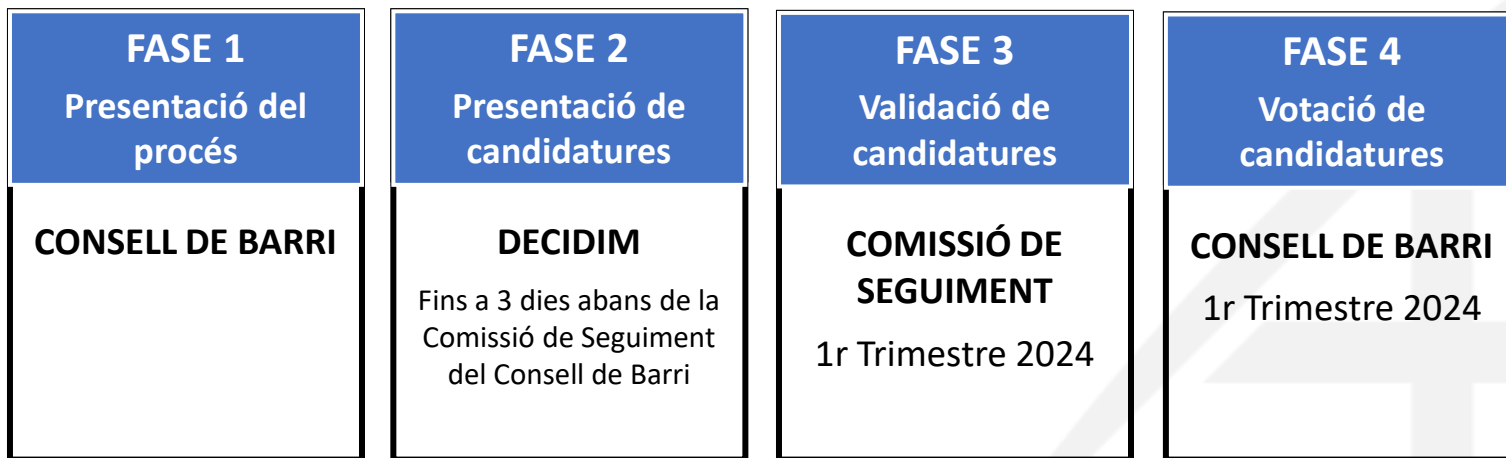 FASE 1
Presentació del
procés
CONSELL DE BARRI
FASE 2
Presentació de
candidatures
DECIDIM
Fins a 3 dies abans de la
Comissió de Seguiment
del Consell de Barri
FASE 3
Validació de
candidatures
COMISSIÓ DE
SEGUIMENT
1r Trimestre 2024
FASE 4
Votació de
candidatures
CONSELL DE BARRI
1r Trimestre 2024